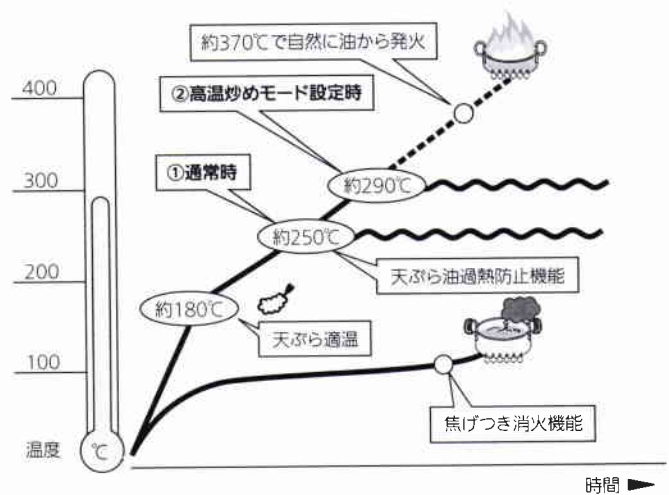 約370℃で自然に油から発火
400
②高温炒めモード設定時
①通常時
300
約290℃
約250℃
200
天ぷら油過熱防止機能
約180℃
天ぷら適温
100
焦げつき消火機能
温度
℃
時間